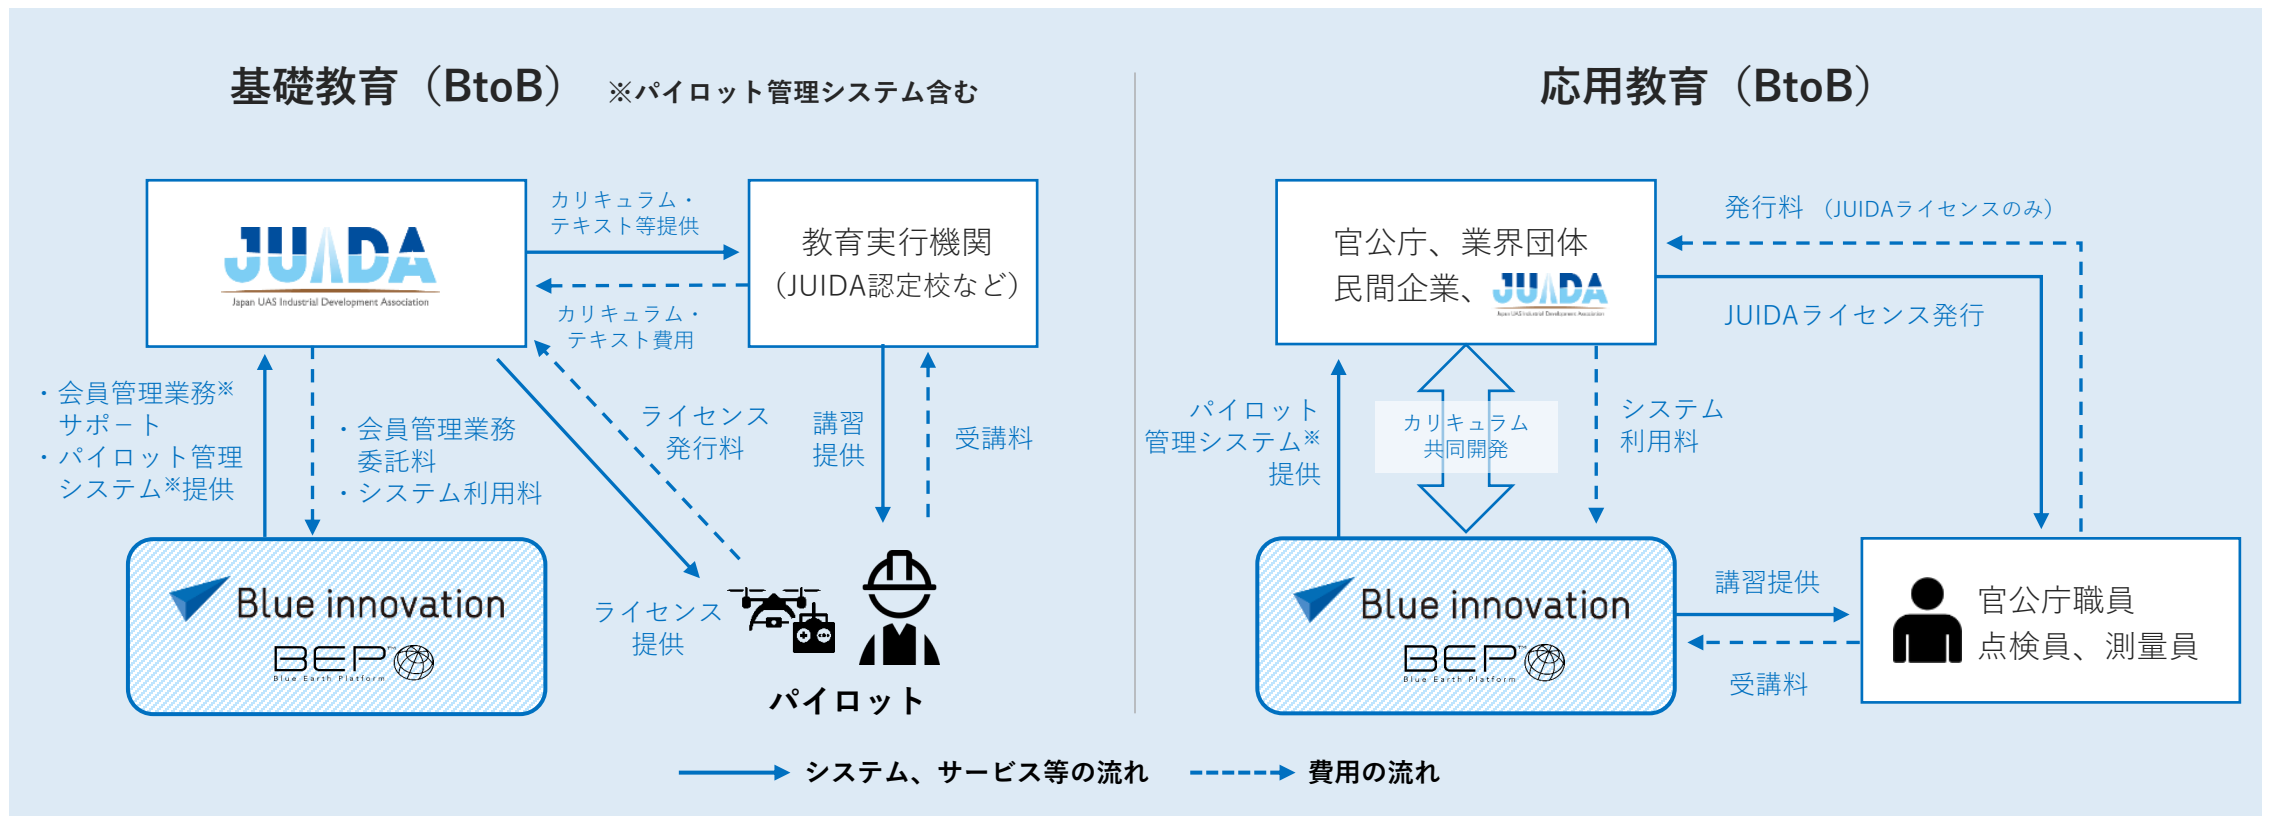 基礎教育（BtoB） ※パイロット管理システム含む
JUIDA
Japan UAS Industrial Development Association
カリキュラム・
テキスト等提供
教育実行機関
（JUIDA認定校など）
カリキュラム・
テキスト費用
・会員管理業務※
サポート
・パイロット管理
システム※提供
・会員管理業務
委託料
・システム利用料
ライセンス
発行料
講習
提供
受講料
Blue innovation
BEP™
Blue Earth Platform
ライセンス
提供
パイロット
応用教育（BtoB）
官公庁、業界団体
民間企業、JUIDA
Japan UAS Industrial Development Association
発行料 （JUIDAライセンスのみ）
JUIDAライセンス発行
パイロット
管理システム※
提供
カリキュラム
共同開発
システム
利用料
Blue innovation
BEP™
Blue Earth Platform
講習提供
受講料
官公庁職員
点検員、測量員
システム、サービス等の流れ
費用の流れ